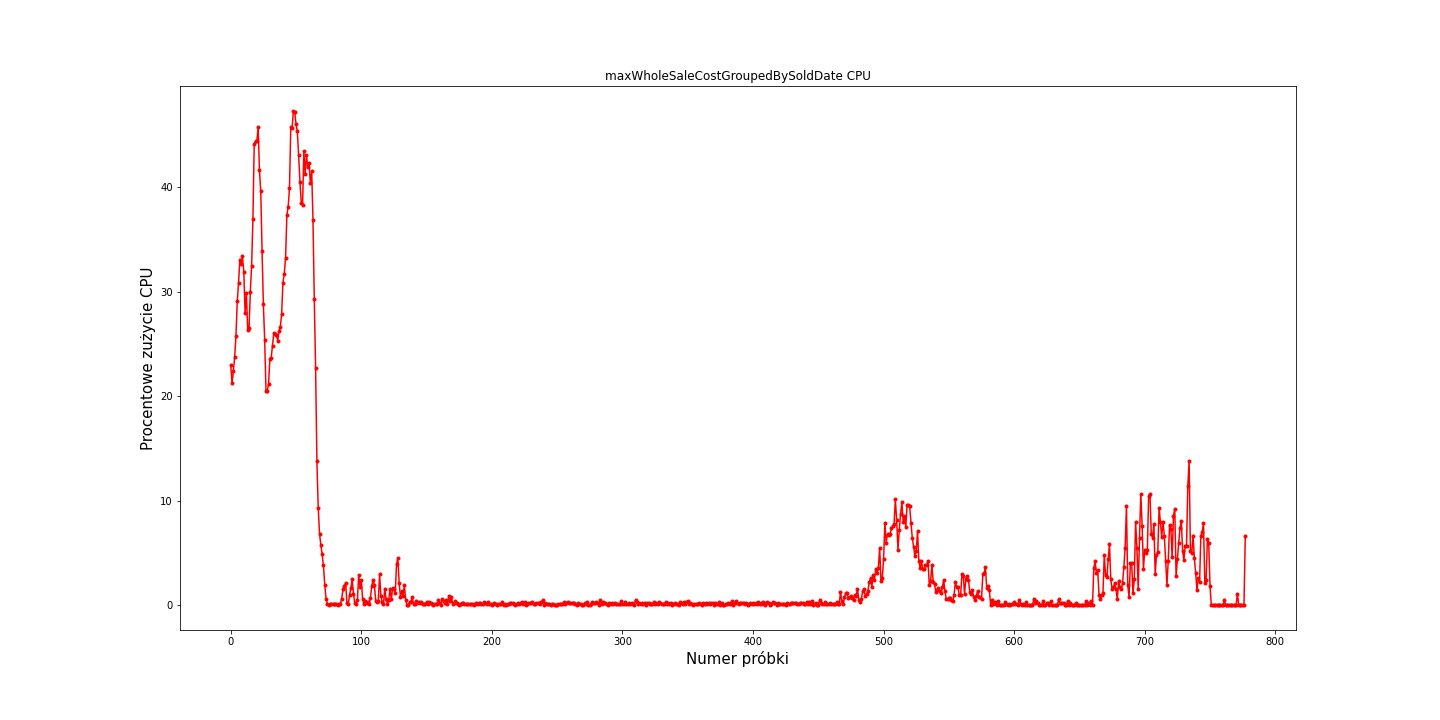 maxWholeSaleCostGroupedBySoldDate CPU
Procentowe zużycie CPU
40
30
20
10
0
0 100 200 300 400 500 600 700 800
Numer próbki